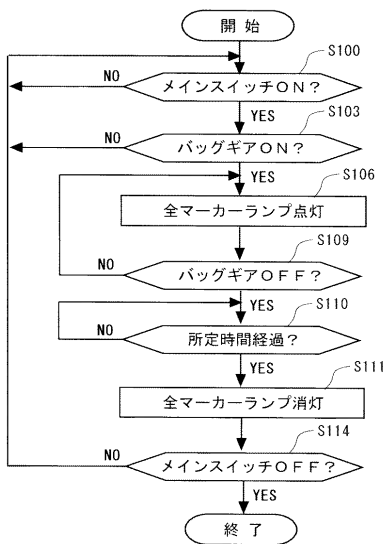 開 始
S100
NO
メインスイッチON?
YES
S103
NO
バッグギアON?
YES
S106
全マーカーランプ点灯
S109
NO
バッグギアOFF?
YES
S110
NO
所定時間経過?
YES
S111
全マーカーランプ消灯
S114
NO
メインスイッチOFF?
YES
終 了